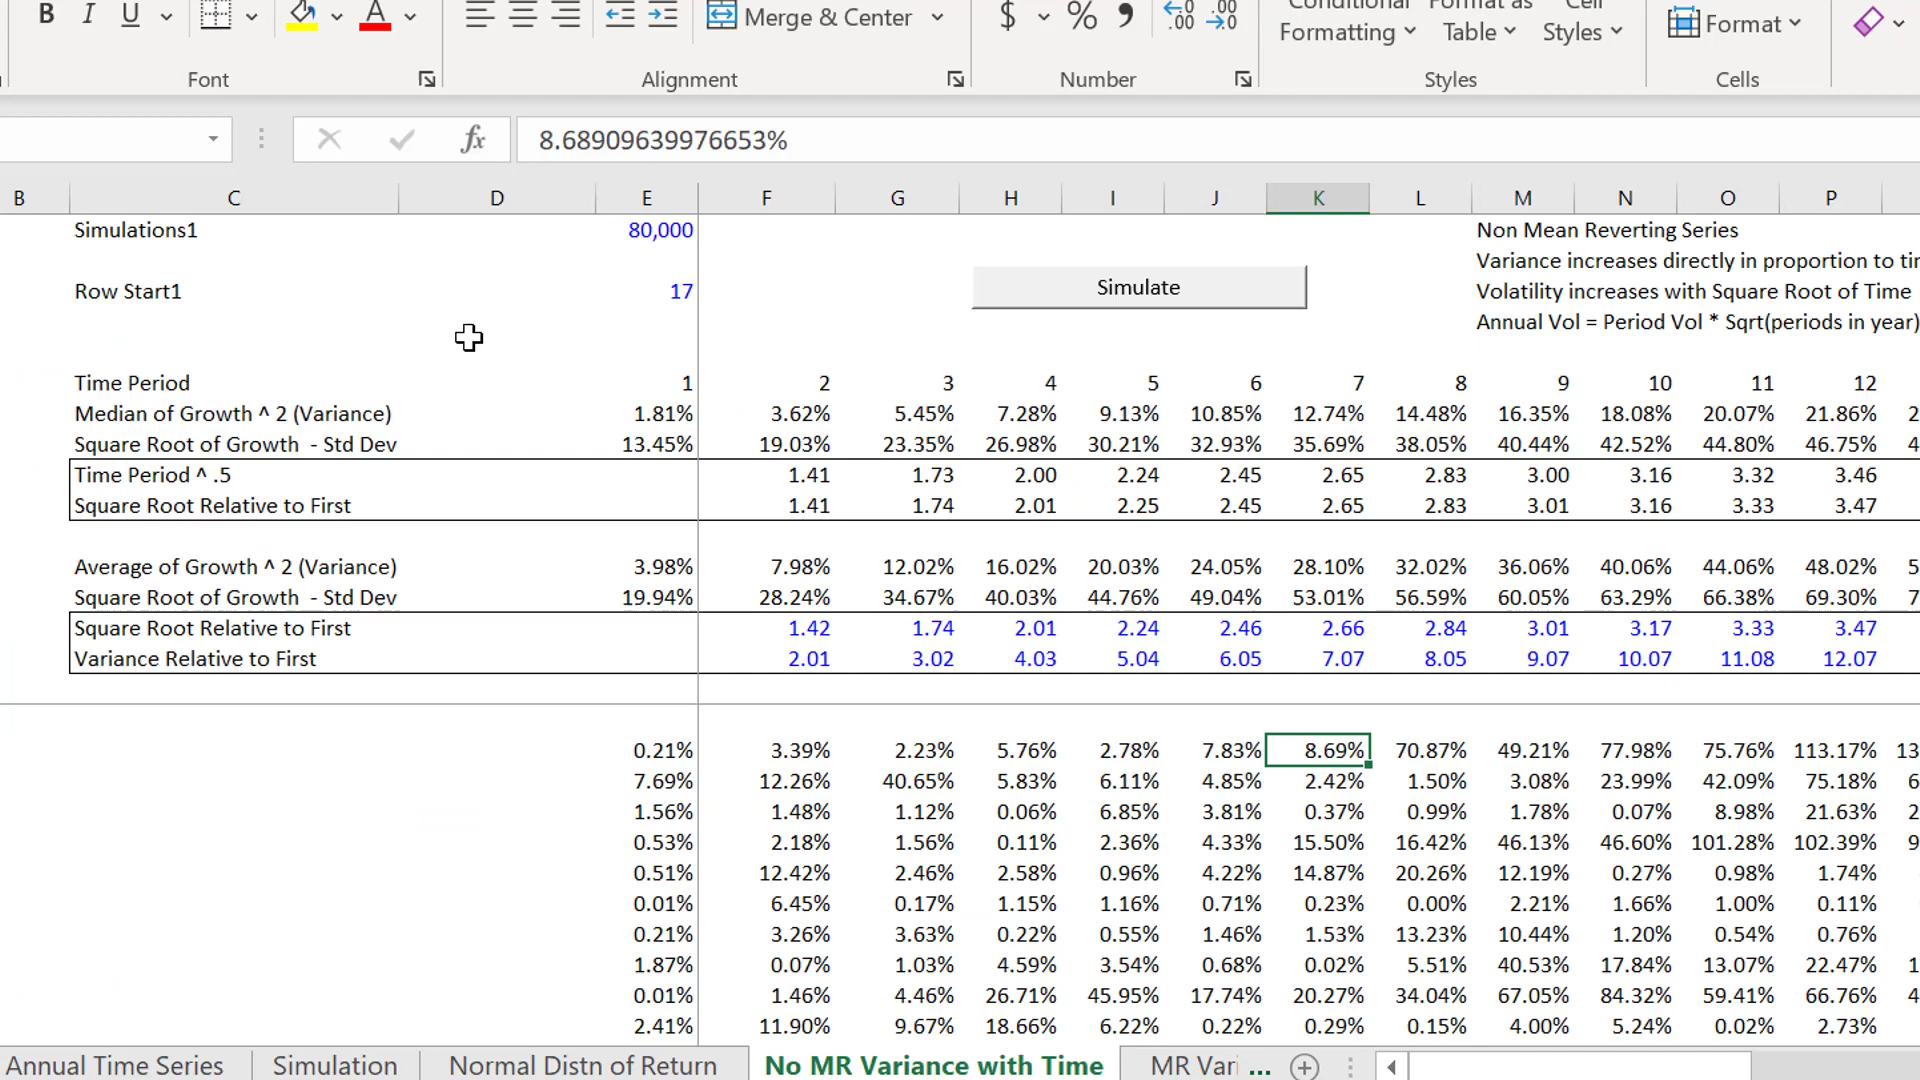 Conditional Format as Cell
B I U A Merge & Center $ % , .00 .00 Formatting Table Styles Format
Font Alignment Number Styles Cells
fx 8.68909639976653%
B C D E F G H I J K L M N O P
Simulations1 80,000 Non Mean Reverting Series
Variance increases directly in proportion to tin
Row Start1 17 Simulate Volatility increases with Square Root of Time
Annual Vol = Period Vol * Sqrt(periods in year)
Time Period 1 2 3 4 5 6 7 8 9 10 11 12
Median of Growth ^ 2 (Variance) 1.81% 3.62% 5.45% 7.28% 9.13% 10.85% 12.74% 14.48% 16.35% 18.08% 20.07% 21.86% 2
Square Root of Growth - Std Dev 13.45% 19.03% 23.35% 26.98% 30.21% 32.93% 35.69% 38.05% 40.44% 42.52% 44.80% 46.75% 4
Time Period ^ .5 1.41 1.73 2.00 2.24 2.45 2.65 2.83 3.00 3.16 3.32 3.46
Square Root Relative to First 1.41 1.74 2.01 2.25 2.45 2.65 2.83 3.01 3.16 3.33 3.47
Average of Growth ^ 2 (Variance) 3.98% 7.98% 12.02% 16.02% 20.03% 24.05% 28.10% 32.02% 36.06% 40.06% 44.06% 48.02% 5
Square Root of Growth - Std Dev 19.94% 28.24% 34.67% 40.03% 44.76% 49.04% 53.01% 56.59% 60.05% 63.29% 66.38% 69.30% 7
Square Root Relative to First 1.42 1.74 2.01 2.24 2.46 2.66 2.84 3.01 3.17 3.33 3.47
Variance Relative to First 2.01 3.02 4.03 5.04 6.05 7.07 8.05 9.07 10.07 11.08 12.07
0.21% 3.39% 2.23% 5.76% 2.78% 7.83% 8.69% 70.87% 49.21% 77.98% 75.76% 113.17% 13
7.69% 12.26% 40.65% 5.83% 6.11% 4.85% 2.42% 1.50% 3.08% 23.99% 42.09% 75.18% 6
1.56% 1.48% 1.12% 0.06% 6.85% 3.81% 0.37% 0.99% 1.78% 0.07% 8.98% 21.63% 2
0.53% 2.18% 1.56% 0.11% 2.36% 4.33% 15.50% 16.42% 46.13% 46.60% 101.28% 102.39% 9
0.51% 12.42% 2.46% 2.58% 0.96% 4.22% 14.87% 20.26% 12.19% 0.27% 0.98% 1.74%
0.01% 6.45% 0.17% 1.15% 1.16% 0.71% 0.23% 0.00% 2.21% 1.66% 1.00% 0.11%
0.21% 3.26% 3.63% 0.22% 0.55% 1.46% 1.53% 13.23% 10.44% 1.20% 0.54% 0.76%
1.87% 0.07% 1.03% 4.59% 3.54% 0.68% 0.02% 5.51% 40.53% 17.84% 13.07% 22.47% 1
0.01% 1.46% 4.46% 26.71% 45.95% 17.74% 20.27% 34.04% 67.05% 84.32% 59.41% 66.76% 4
2.41% 11.90% 9.67% 18.66% 6.22% 0.22% 0.29% 0.15% 4.00% 5.24% 0.02% 2.73%
Annual Time Series Simulation Normal Distn of Return No MR Variance with Time MR Vari ...